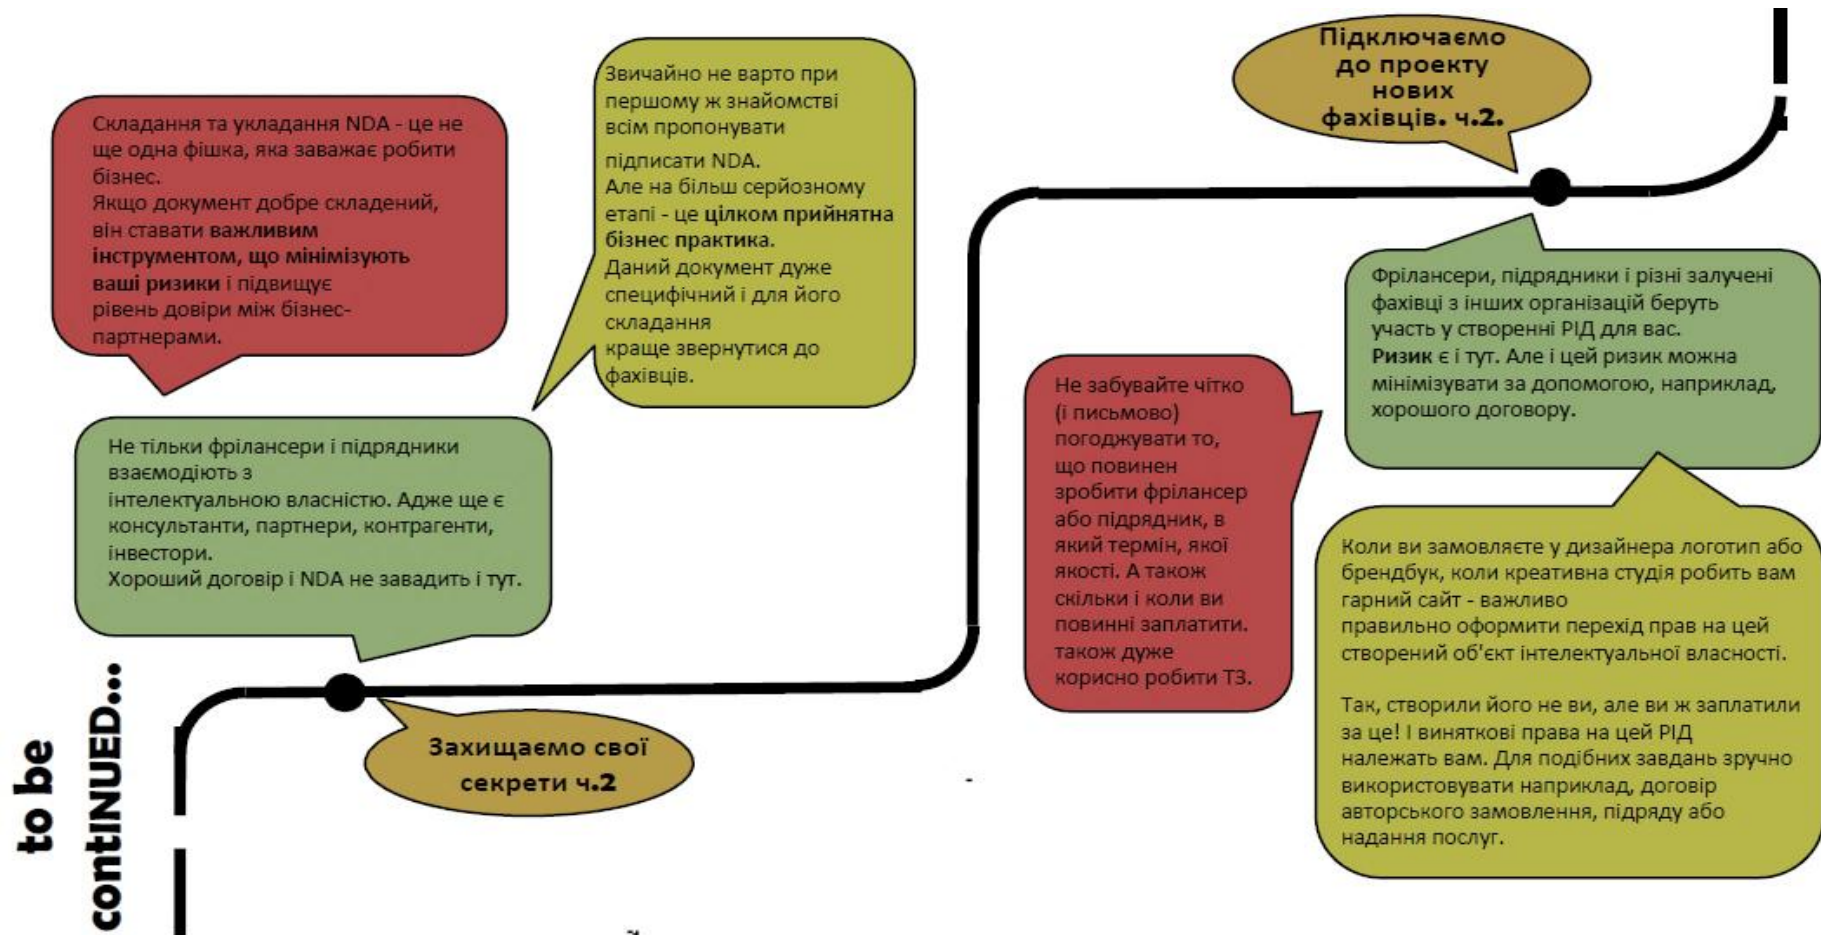 Підключаємо
до проекту
нових
фахівців. ч.2.
Фрілансери, підрядники і різні залучені
фахівці з інших організацій беруть
участь у створенні РІД для вас.
Ризик є і тут. Але і цей ризик можна
мінімізувати за допомогою, наприклад,
хорошого договору.
Не забувайте чітко
(і письмово)
погоджувати то,
що повинен
зробити фрілансер
або підрядник, в
який термін, якої
якості. А також
скільки і коли ви
повинні заплатити.
також дуже
корисно робити ТЗ.
Коли ви замовляєте у дизайнера логотип або
брендбук, коли креативна студія робить вам
гарний сайт - важливо
правильно оформити перехід прав на цей
створений об'єкт інтелектуальної власності.
Так, створили його не ви, але ви ж заплатили
за це! І виняткові права на цей РІД
належать вам. Для подібних завдань зручно
використовувати наприклад, договір
авторського замовлення, підряду або
надання послуг.
Складання та укладання NDA - це не
ще одна фішка, яка заважає робити
бізнес.
Якщо документ добре складений,
він ставати важливим
інструментом, що мінімізують
ваші ризики і підвищує
рівень довіри між бізнес-
партнерами.
Звичайно не варто при
першому ж знайомстві
всім пропонувати
підписати NDA.
Але на більш серйозному
етапі - це цілком прийнятна
бізнес практика.
Даний документ дуже
специфічний і для його
складання
краще звернутися до
фахівців.
Не тільки фрілансери і підрядники
взаємодіють з
інтелектуальною власністю. Адже ще є
консультанти, партнери, контрагенти,
інвестори.
Хороший договір і NDA не завадить і тут.
Захищаємо свої
секрети ч.2
to be
contINUED...